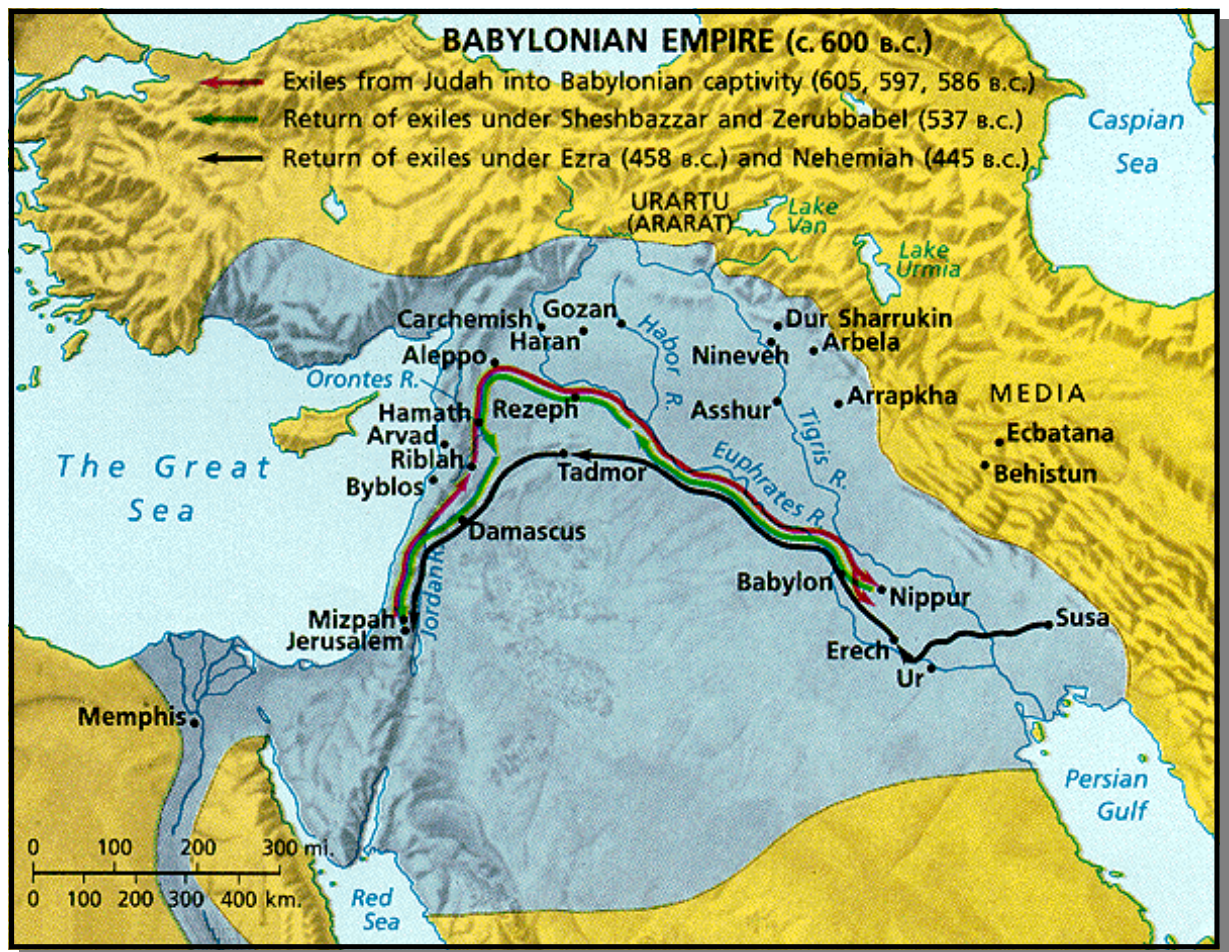 BABYLONIAN EMPIRE (c. 600 B.C.)
Exiles from Judah into Babylonian captivity (605, 597, 586 B.C.)
Return of exiles under Sheshbazzar and Zerubbabel (537 B.C.)
Return of exiles under Ezra (458 B.C.) and Nehemiah (445 B.C.)
Caspian
Sea
URARTU
(ARARAT)
Lake
Van
Lake
Urmia
Gozan
Carchemish
Haran
Habor R.
Dur Sharrukin
Arbela
Nineveh
Aleppo
Orontes R.
Hamath
Rezeph
Asshur
Arrapkha
MEDIA
Arvad
Tigris R.
Ecbatana
Riblah
Behistun
The Great
Sea
Byblos
Tadmor
Euphrates R.
Damascus
Jordan R.
Babylon
Nippur
Mizpah
Jerusalem
Susa
Erech
Ur
Memphis
Persian
Gulf
0 100 200 300 mi.
0 100 200 300 400 km.
Red
Sea